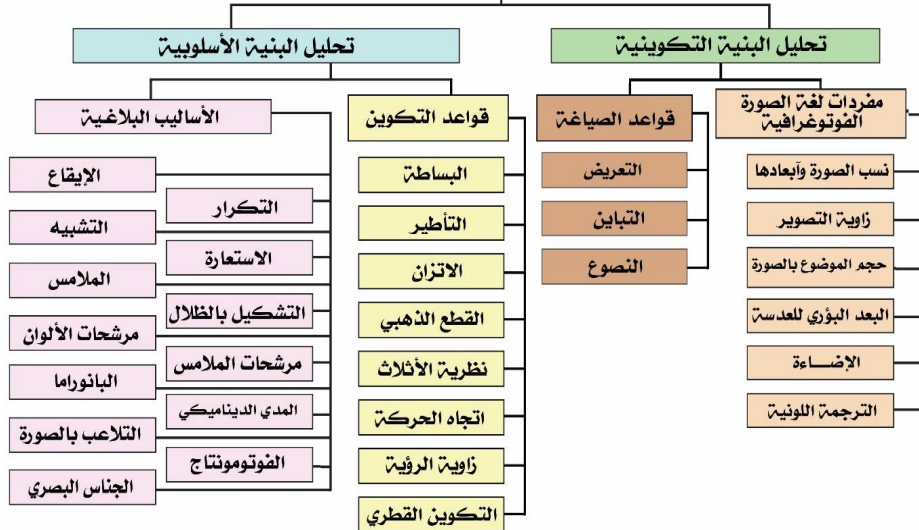 تحليل البنية التكوينية
تحليل البنية الأسلوبية
مفردات لغة الصورة
الفوتوغرافية
نسب الصورة وآبعادها
زاوية التصوير
حجم الموضوع بالصورة
البعد البؤري للعدسة
الإضــاءة
الترجمة اللونية
قواعد الصياغة
التعريض
التباين
النصوع
قواعد التكوين
البساطة
التأطير
الاتزان
القطع الذهبي
نظرية الأثلاث
اتجاه الحركة
زاوية الرؤية
التكوين القطري
الأساليب البلاغية
الإيقاع
التكرار
التشبيه
الاستعارة
الملامس
التشكيل بالظلال
مرشحات الألوان
مرشحات الملامس
البانوراما
المدي الديناميكي
التلاعب بالصورة
الفوتومونتاج
الجناس البصري